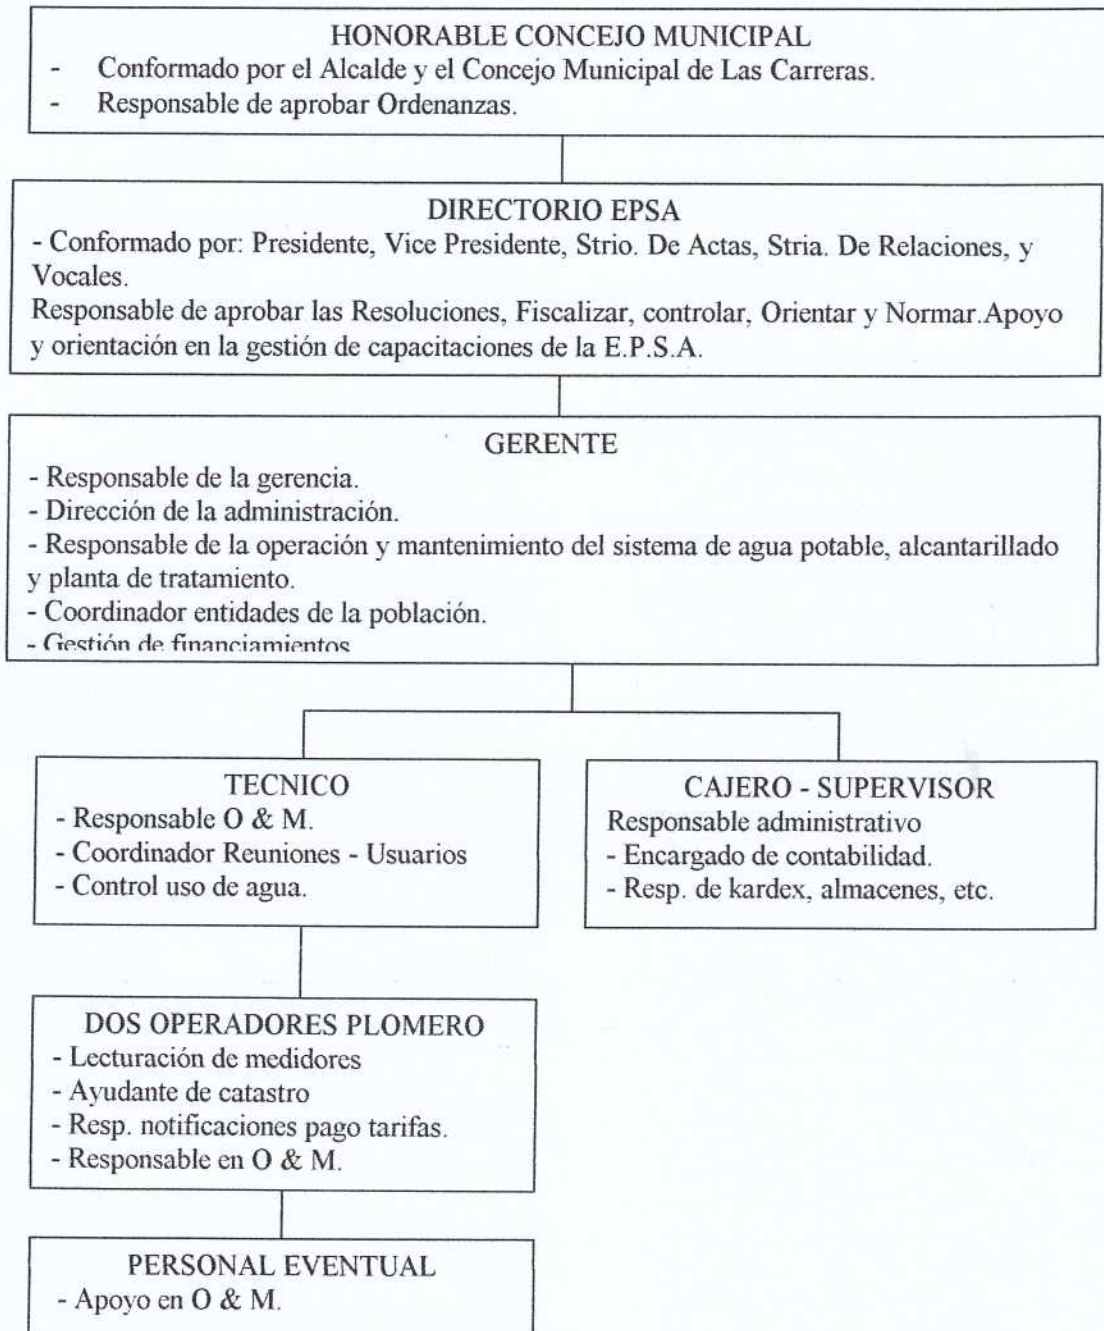 HONORABLE CONCEJO MUNICIPAL
- Conformado por el Alcalde y el Concejo Municipal de Las Carreras.
- Responsable de aprobar Ordenanzas.
DIRECTORIO EPSA
- Conformado por: Presidente, Vice Presidente, Strio. De Actas, Stria. De Relaciones, y
Vocales.
Responsable de aprobar las Resoluciones, Fiscalizar, controlar, Orientar y Normar.Apoyo
y orientación en la gestión de capacitaciones de la E.P.S.A.
GERENTE
- Responsable de la gerencia.
- Dirección de la administración.
- Responsable de la operación y mantenimiento del sistema de agua potable, alcantarillado
y planta de tratamiento.
- Coordinador entidades de la población.
- Gestión de financiamientos
TECNICO
- Responsable O & M.
- Coordinador Reuniones - Usuarios
- Control uso de agua.
CAJERO - SUPERVISOR
Responsable administrativo
- Encargado de contabilidad.
- Resp. de kardex, almacenes, etc.
DOS OPERADORES PLOMERO
- Lecturación de medidores
- Ayudante de catastro
- Resp. notificaciones pago tarifas.
- Responsable en O & M.
PERSONAL EVENTUAL
- Apoyo en O & M.